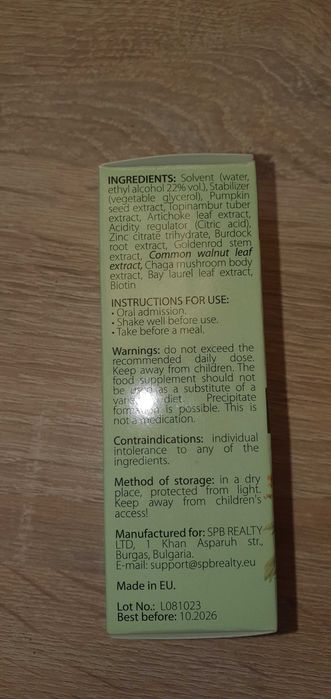 INGREDIENTS: Solvent (water,
ethyl alcohol 22% vol.), Stabilizer
(vegetable glycerol), Pumpkin
seed extract, Topinambur tuber
extract, Artichoke leaf extract,
Acidity regulator (Citric acid),
Zinc citrate trihydrate, Burdock
root extract, Goldenrod stem
extract, Common walnut leaf
extract, Chaga mushroom body
extract, Bay laurel leaf extract,
Biotin
INSTRUCTIONS FOR USE:
• Oral admission.
• Shake well before use.
• Take before a meal.
Warnings: do not exceed the
recommended daily dose.
Keep away from children. The
food supplement should not
be used as a substitute of a
diet. Precipitate
is possible. This is
not a medication.
Contraindications: individual
intolerance to any of the
ingredients.
Method of storage: in a dry
place, protected from light.
Keep away from children's
access!
Manufactured for: SPB REALTY
LTD, 1 Khan Asparuh str.,
Burgas, Bulgaria.
E-mail: support@spbrealty.eu
Made in EU.
Lot No.: L081023
Best before: 10.2026